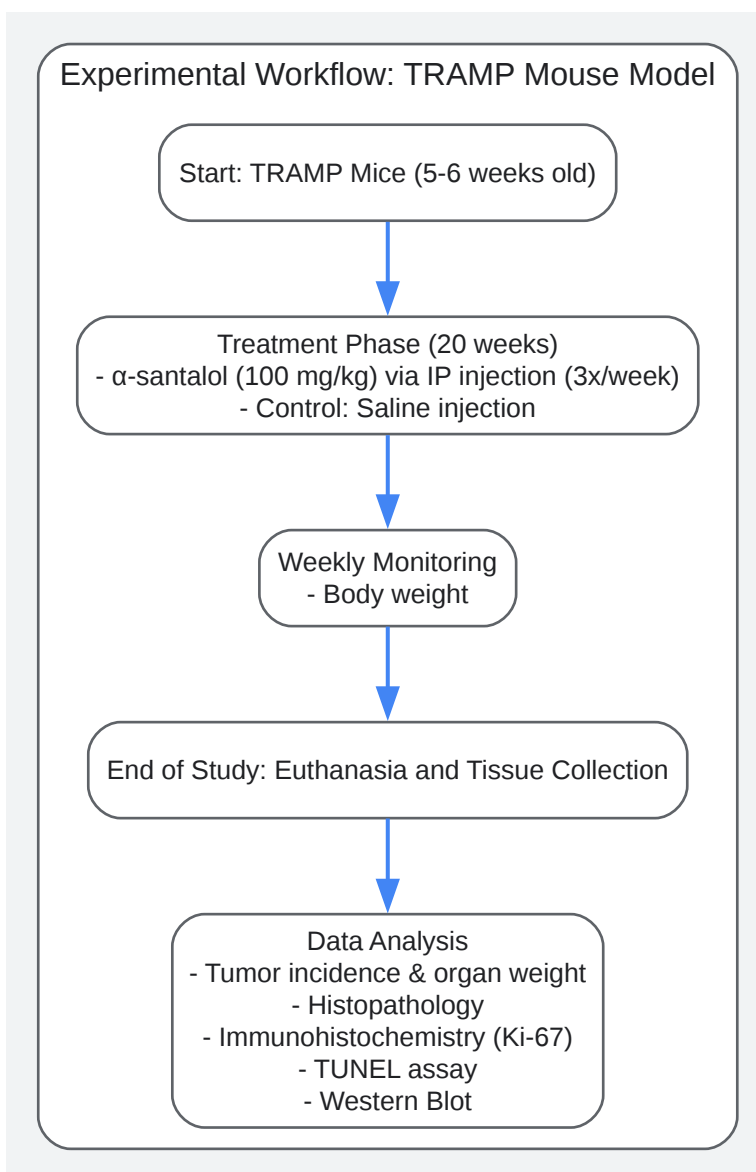 Experimental Workflow: TRAMP Mouse Model
Start: TRAMP Mice (5-6 weeks old)
Treatment Phase (20 weeks)
- α-santalol (100 mg/kg) via IP injection (3x/week)
- Control: Saline injection
Weekly Monitoring
- Body weight
End of Study: Euthanasia and Tissue Collection
Data Analysis
- Tumor incidence & organ weight
- Histopathology
- Immunohistochemistry (Ki-67)
- TUNEL assay
- Western Blot